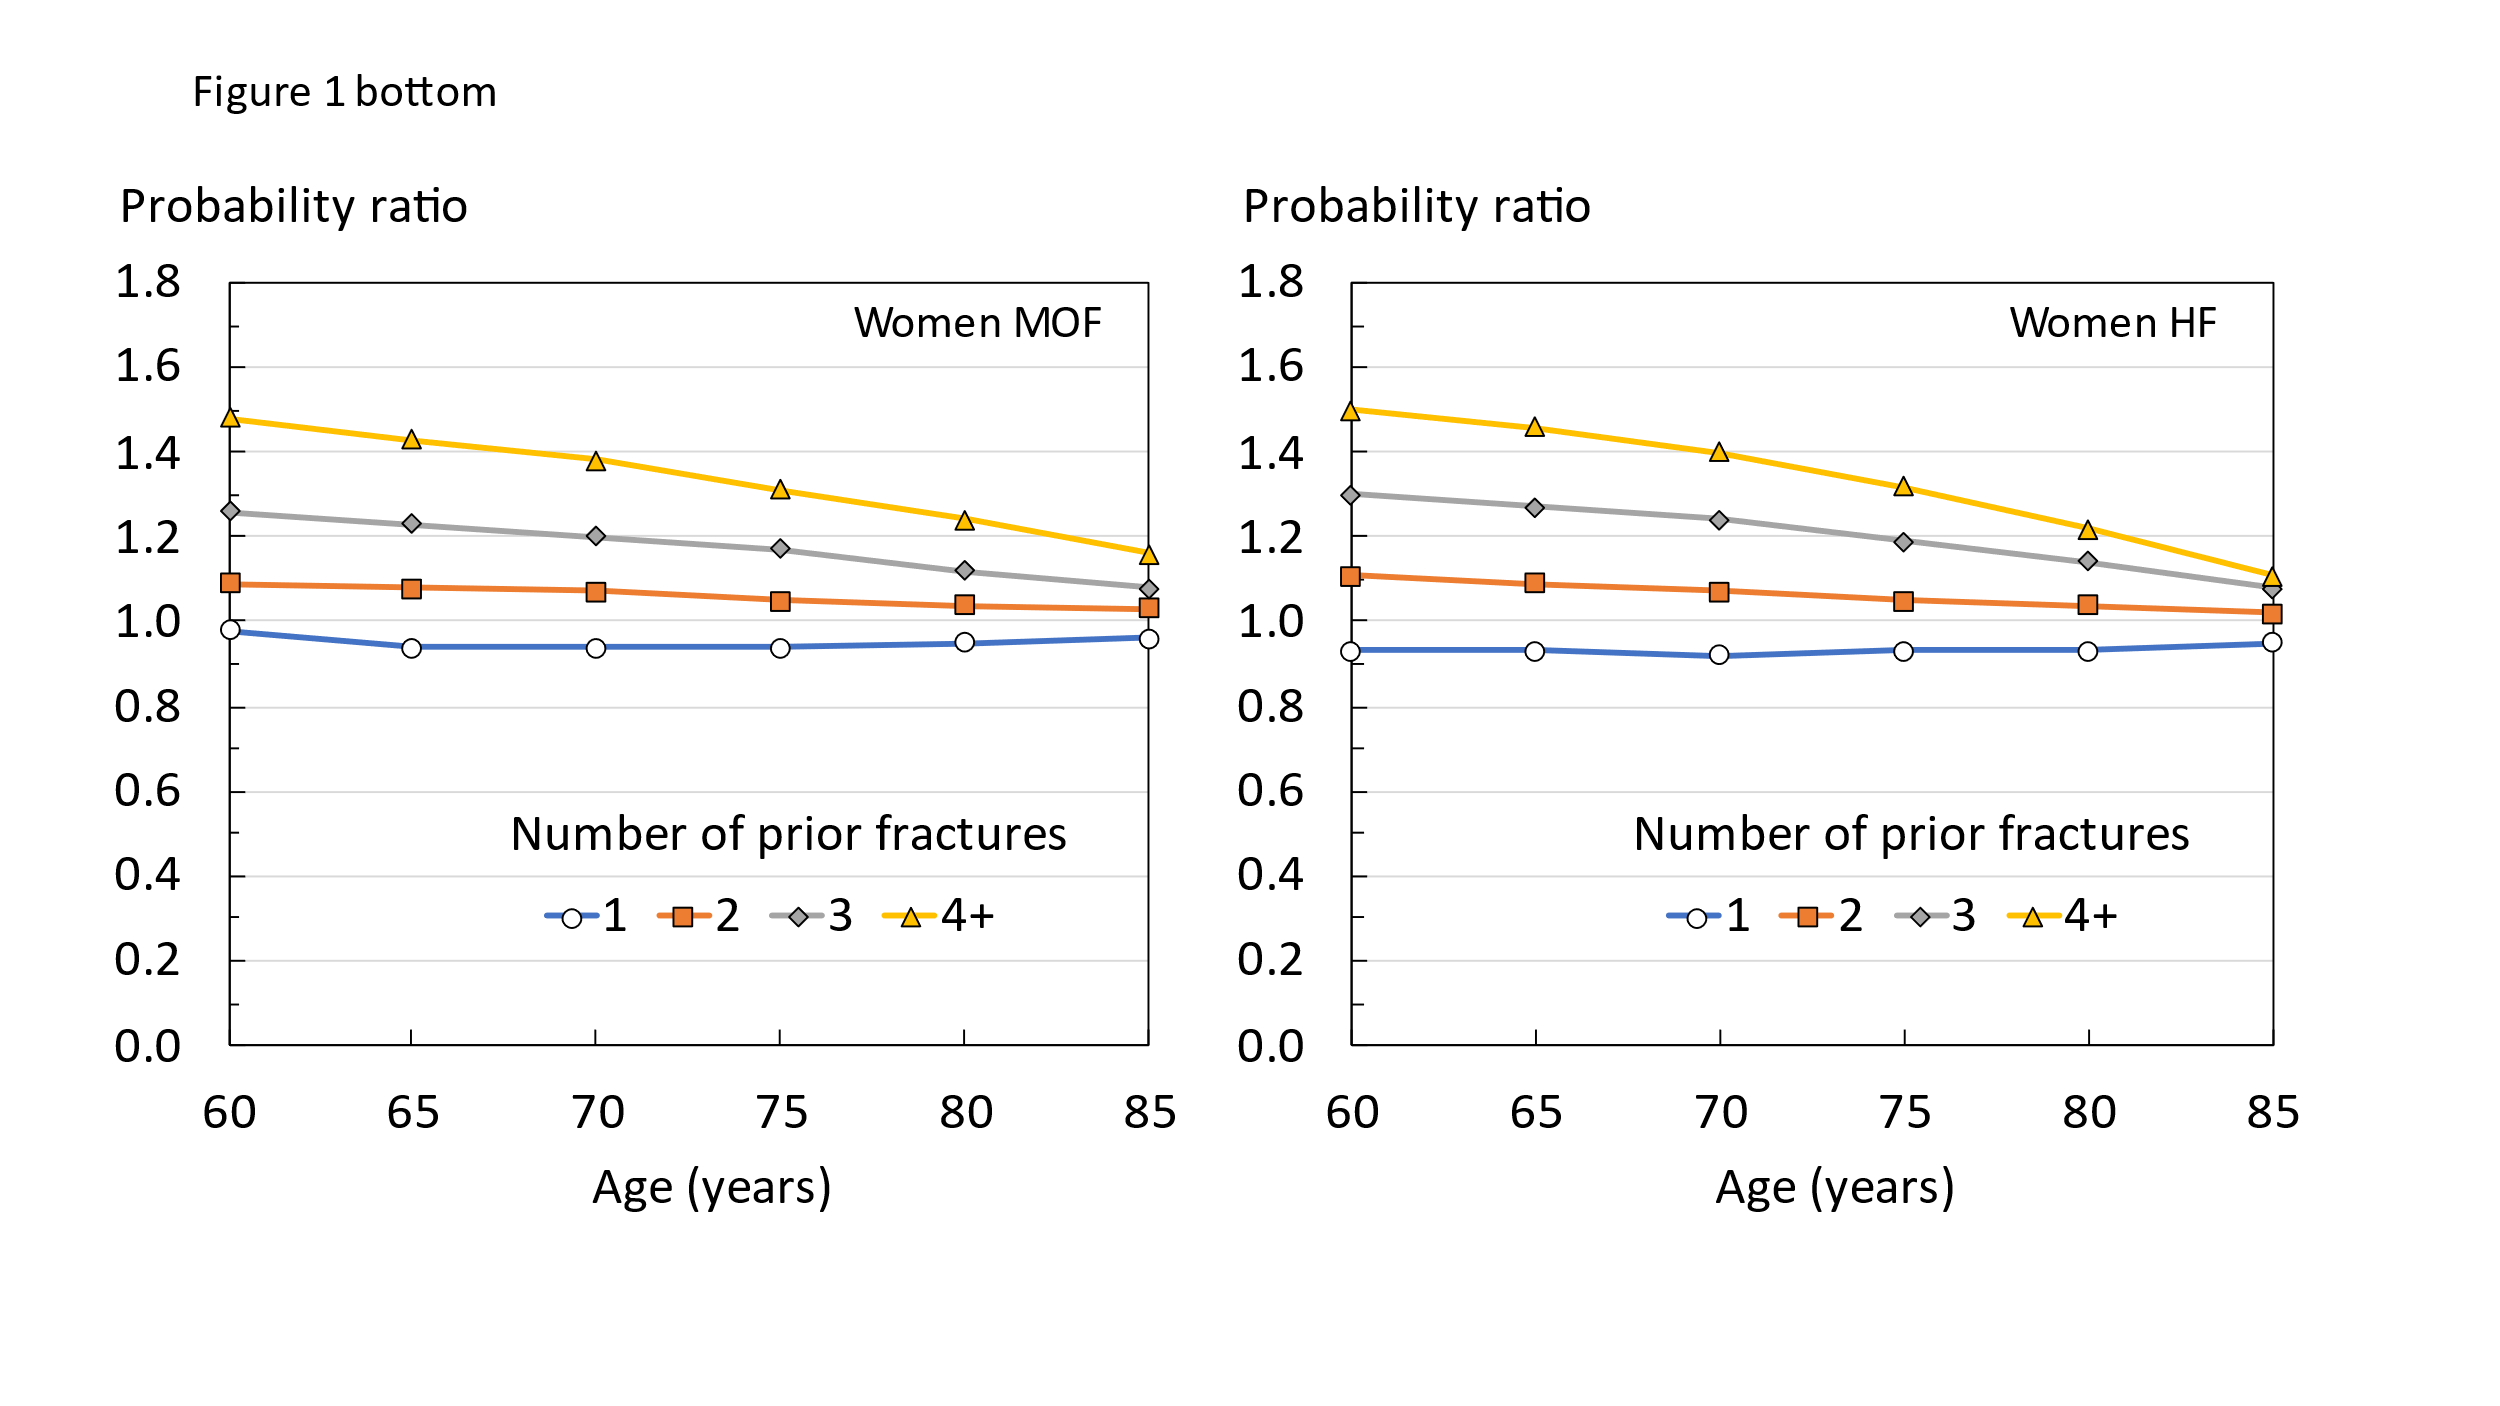 Figure 1 bottom
Probability ratio
1.8
1.6
1.4
1.2
1.0
0.8
0.6
0.4
0.2
0.0
Women MOF
Number of prior fractures
1 2 3 4+
60 65 70 75 80 85
Age (years)
Probability ratio
1.8
1.6
1.4
1.2
1.0
0.8
0.6
0.4
0.2
0.0
Women HF
Number of prior fractures
1 2 3 4+
60 65 70 75 80 85
Age (years)